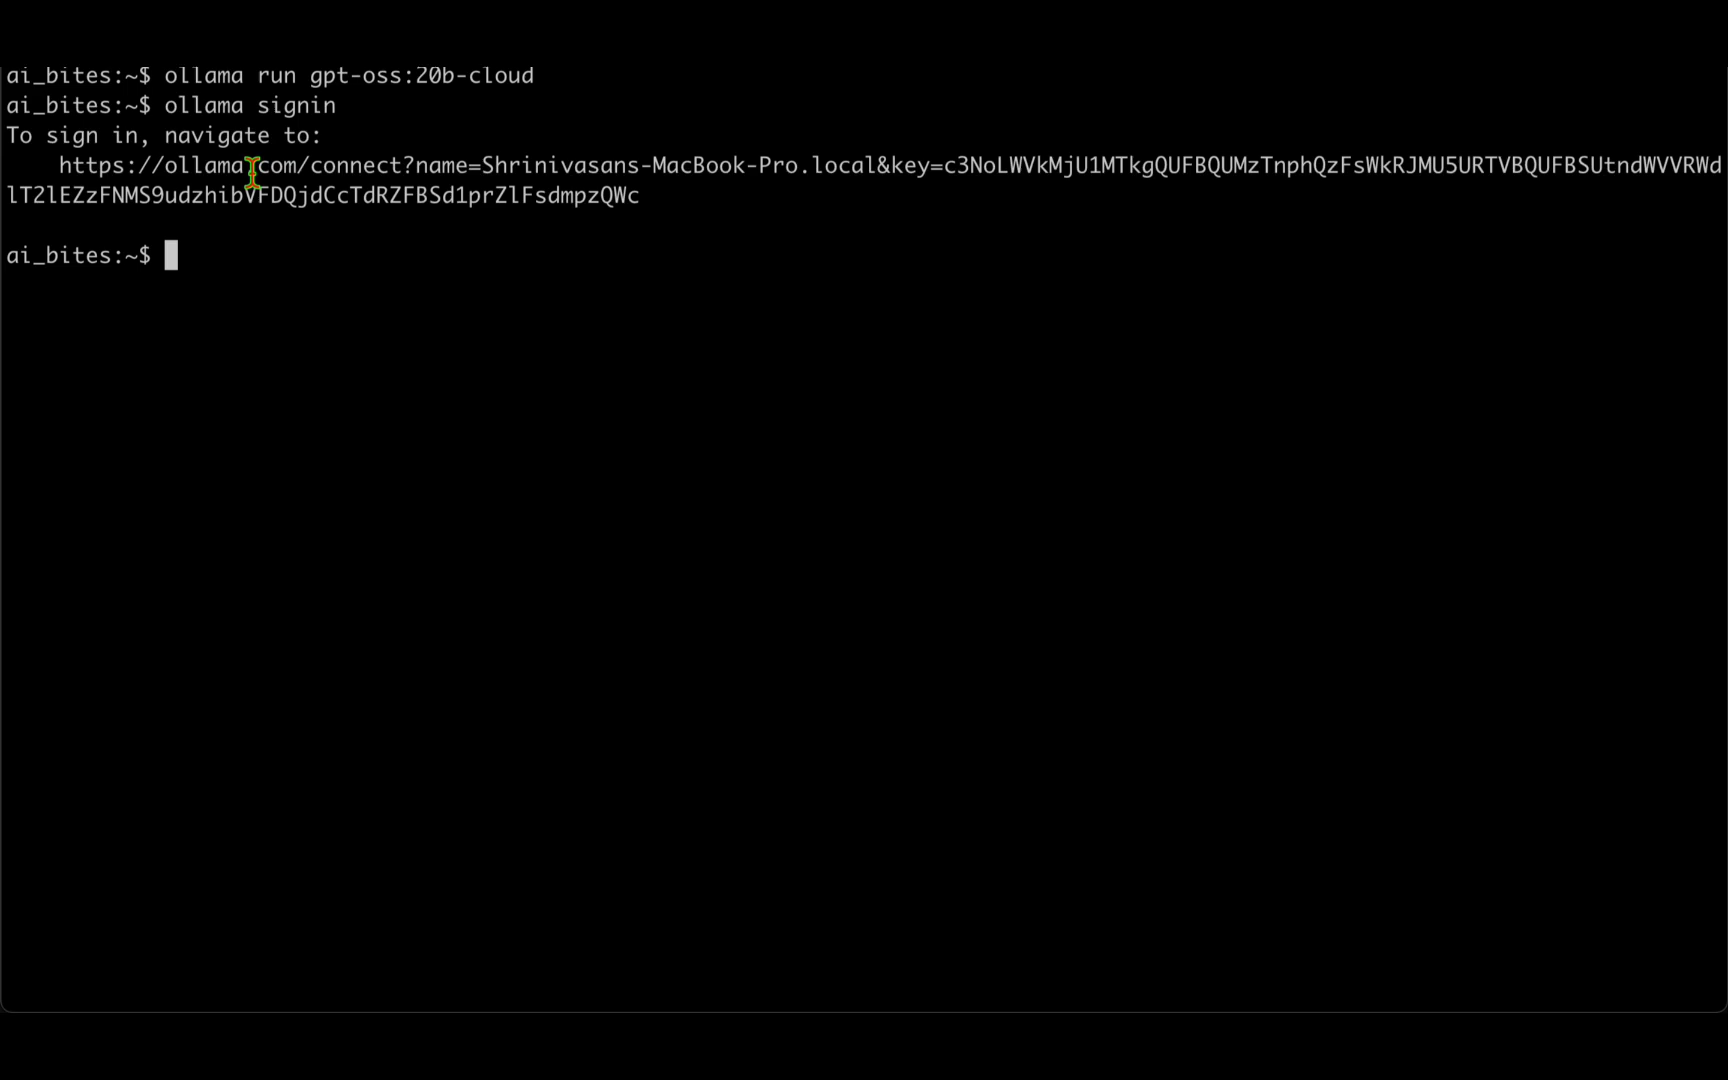 ai_bites:~$ ollama run gpt-oss:20b-cloud
ai_bites:~$ ollama signin
To sign in, navigate to:
    https://ollama.com/connect?name=Shrinivasans-MacBook-Pro.local&key=c3NoLWVkMjU1MTkgQUFBQUMzTnphQzFsWkRJMU5URTVBQUFBSUtndWVVRWd
lT2lEZzFNMS9udzhibVFDQjdCcTdRZFBSd1prZlFsdmpzQWc
ai_bites:~$